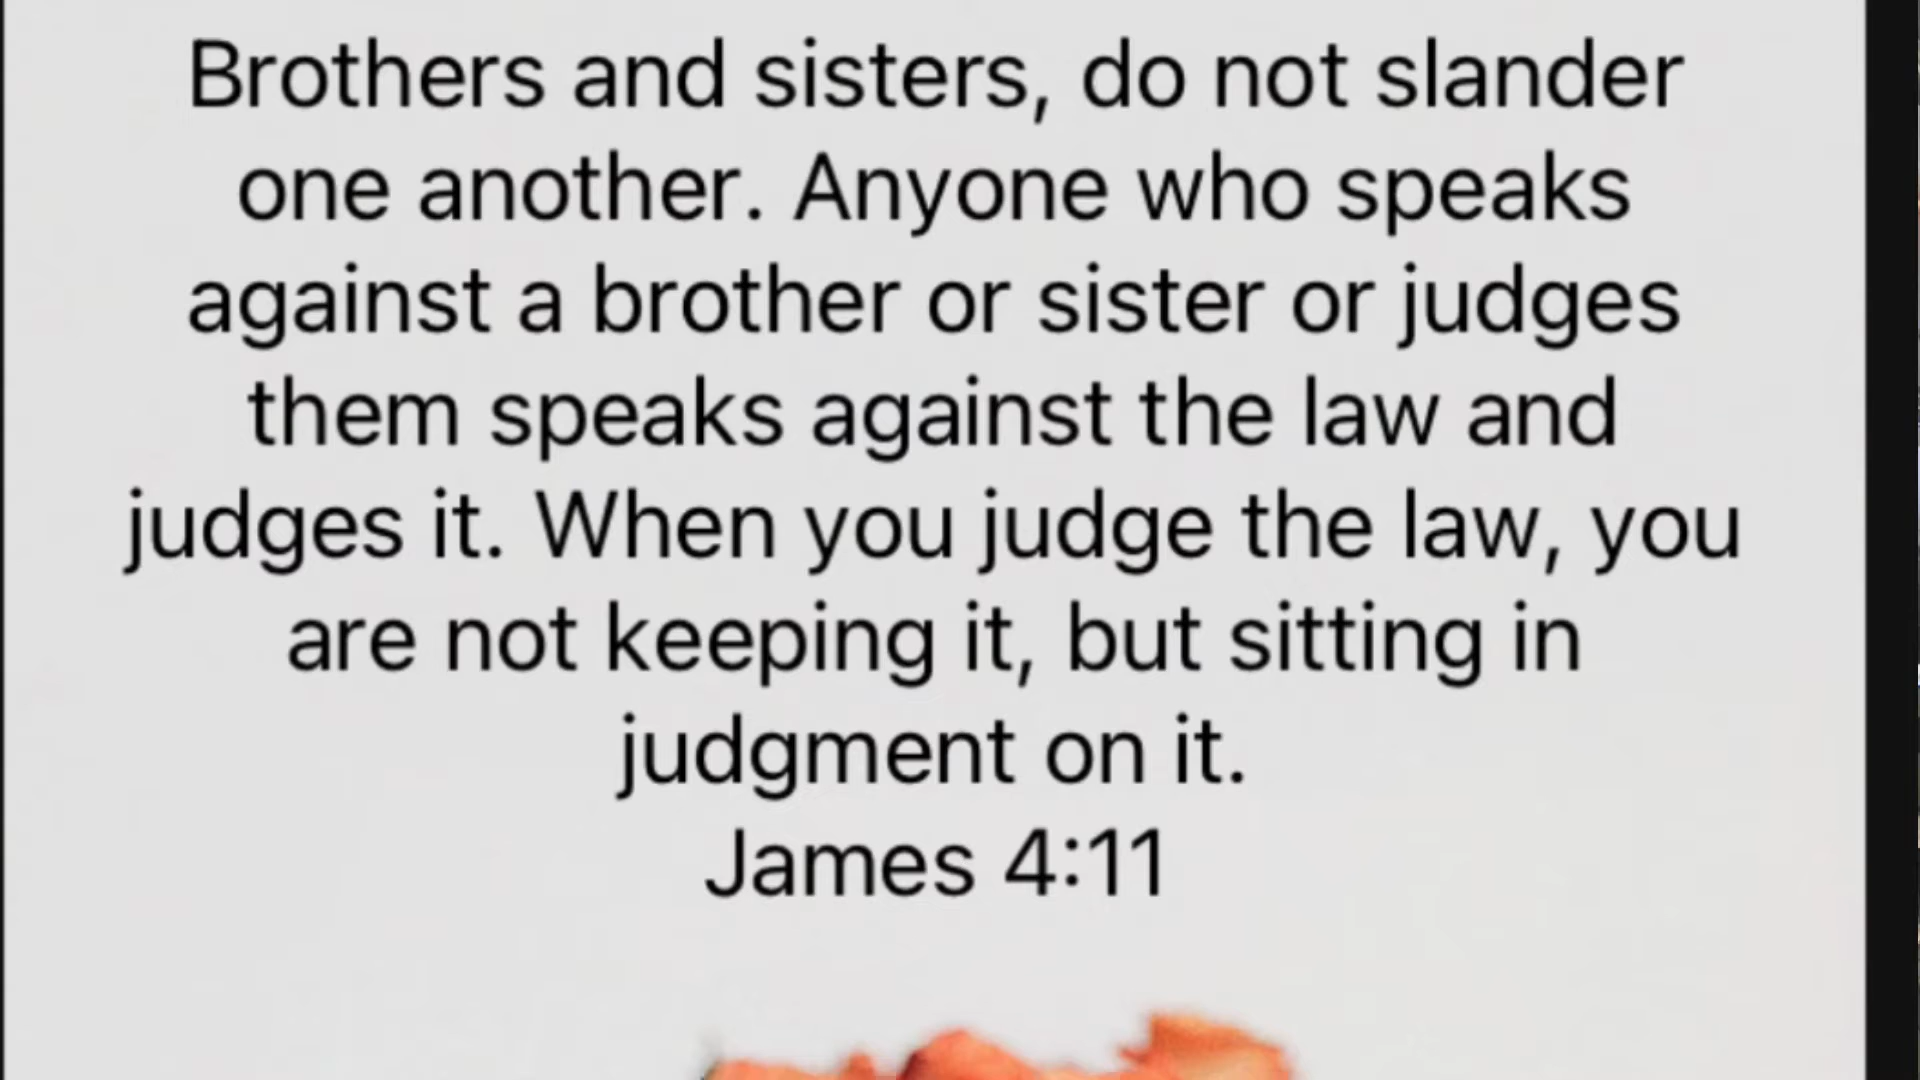 Brothers and sisters, do not slander
one another. Anyone who speaks
against a brother or sister or judges
them speaks against the law and
judges it. When you judge the law, you
are not keeping it, but sitting in
judgment on it.
James 4:11